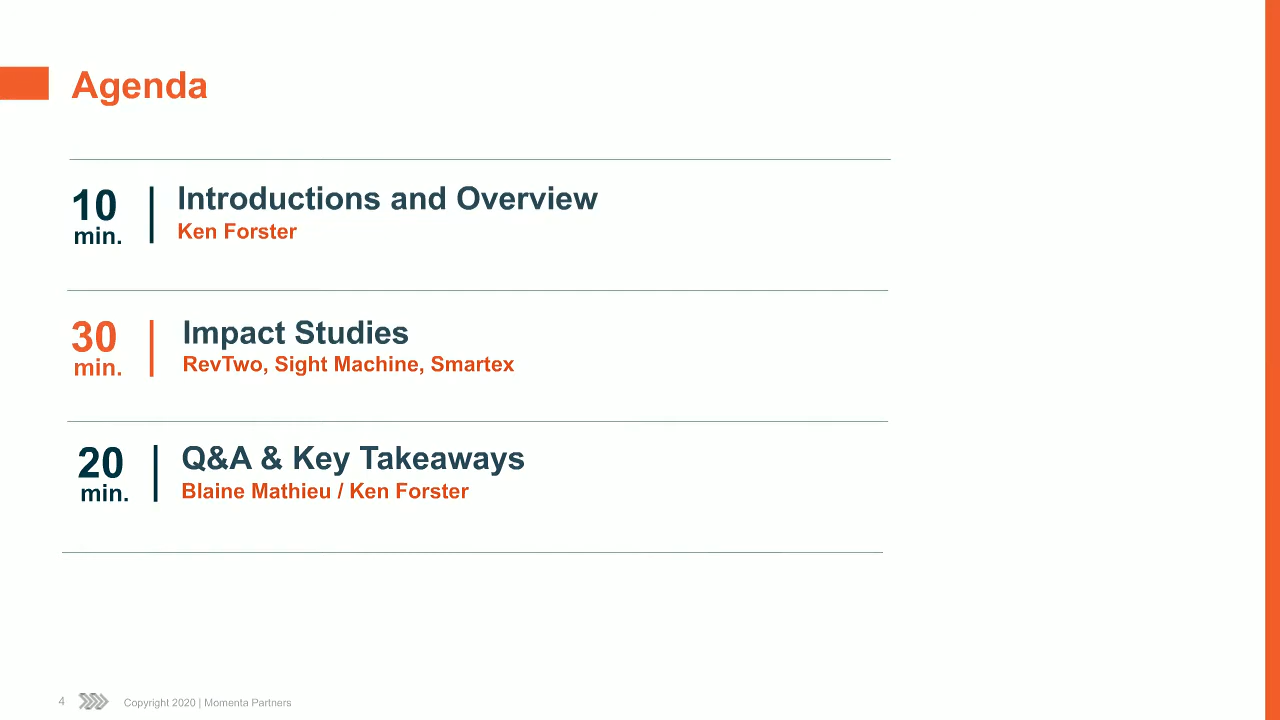 Agenda
10
min.
Introductions and Overview
Ken Forster
30
min.
Impact Studies
RevTwo, Sight Machine, Smartex
20
min.
Q&A & Key Takeaways
Blaine Mathieu / Ken Forster
4
Copyright 2020 | Momenta Partners